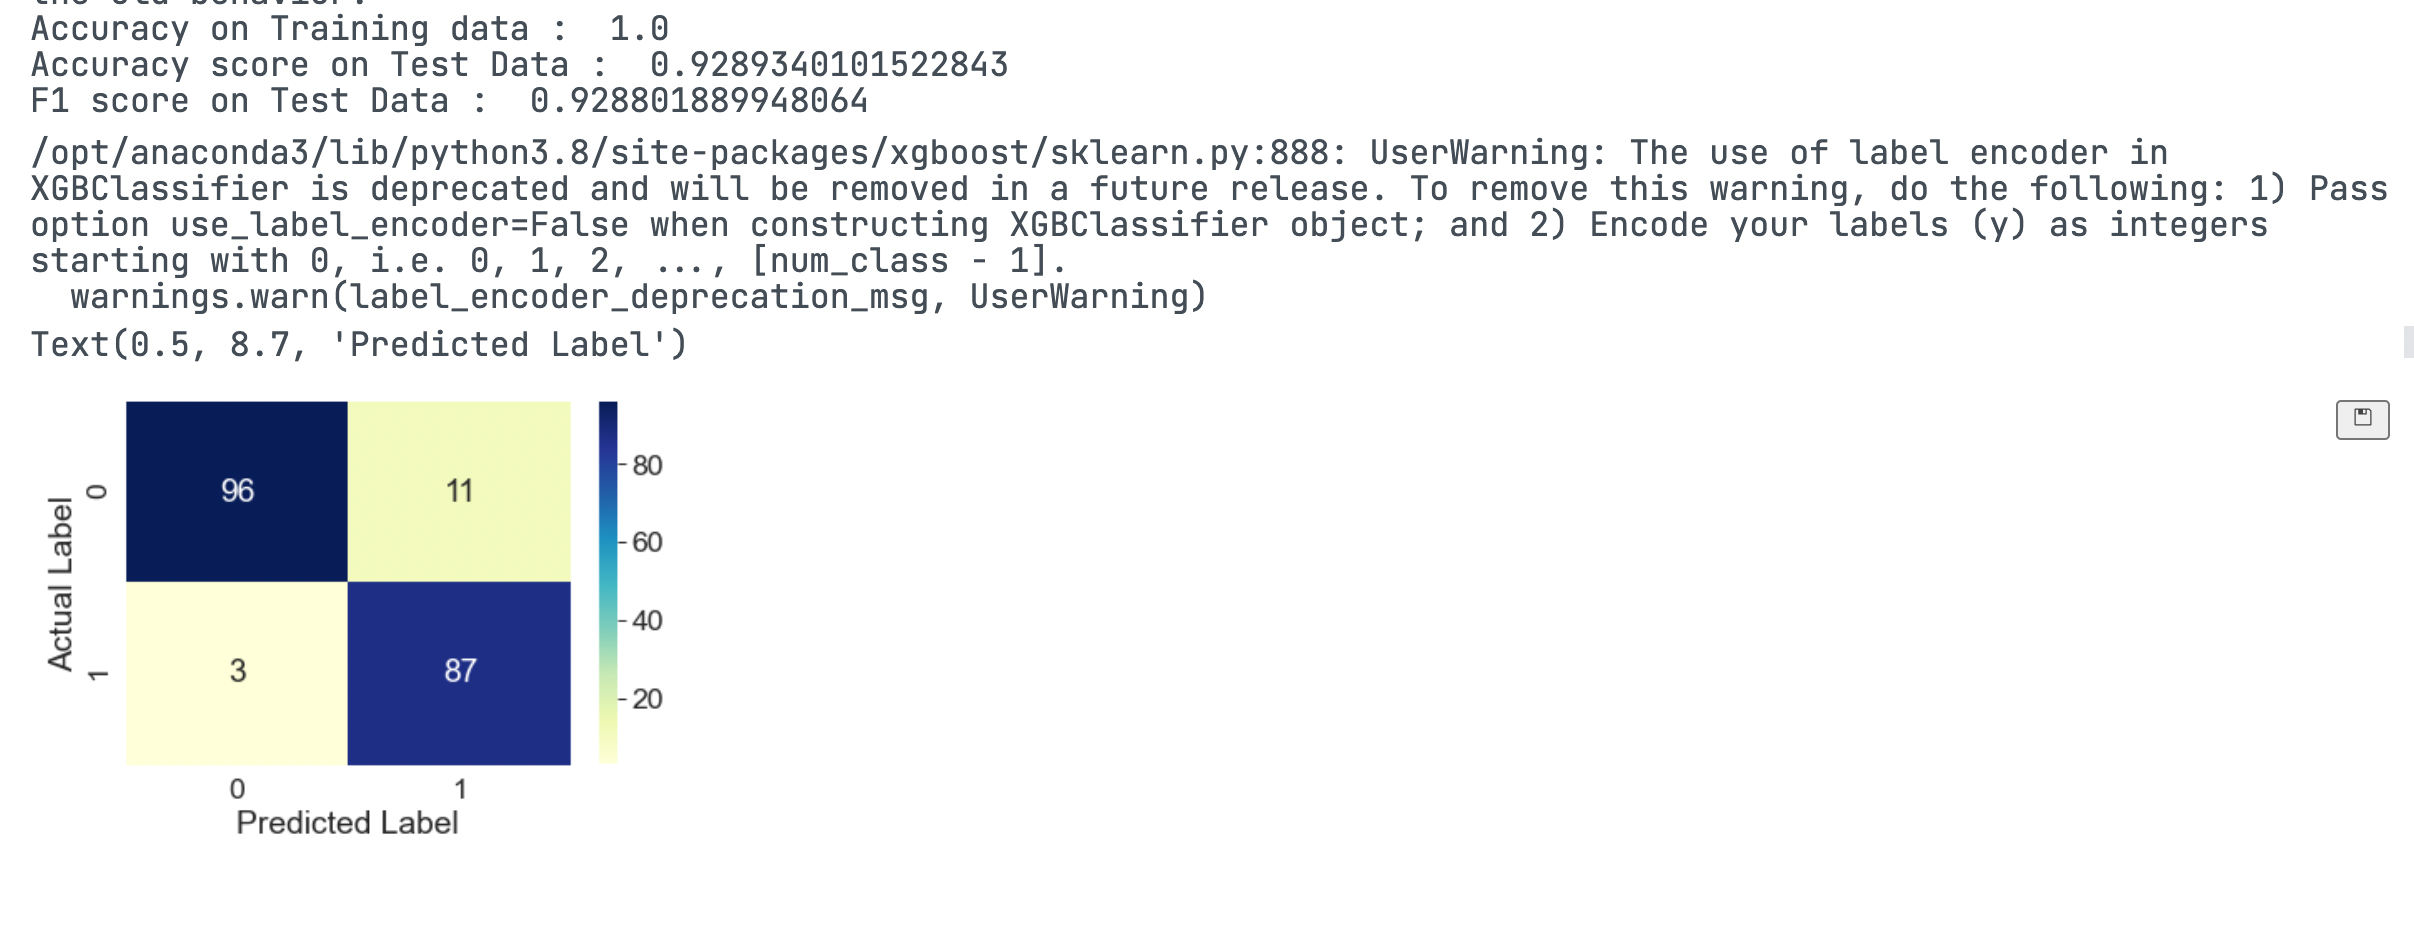 the old behavior.
Accuracy on Training data :  1.0
Accuracy score on Test Data :  0.9289340101522843
F1 score on Test Data :  0.928801889948064
/opt/anaconda3/lib/python3.8/site-packages/xgboost/sklearn.py:888: UserWarning: The use of label encoder in
XGBClassifier is deprecated and will be removed in a future release. To remove this warning, do the following: 1) Pass
option use_label_encoder=False when constructing XGBClassifier object; and 2) Encode your labels (y) as integers
starting with 0, i.e. 0, 1, 2, ..., [num_class - 1].
  warnings.warn(label_encoder_deprecation_msg, UserWarning)
Text(0.5, 8.7, 'Predicted Label')
96 11
3 87
0
1
Actual Label
0 1
Predicted Label
80
60
40
20